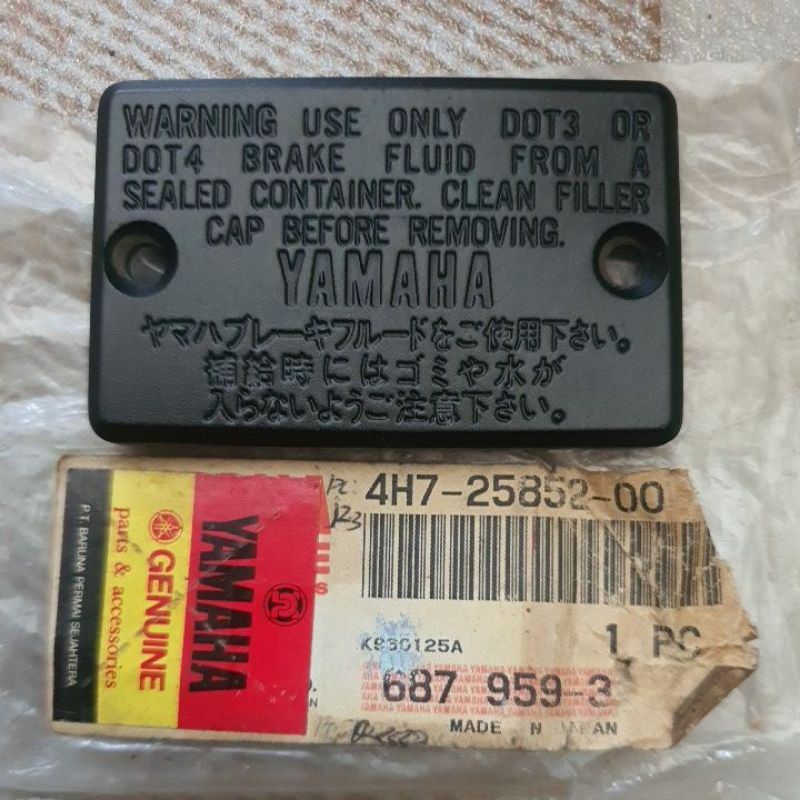 WARNING USE ONLY DOT3 OR
DOT4 BRAKE FLUID FROM A
SEALED CONTAINER. CLEAN FILLER
CAP BEFORE REMOVING.
YAMAHA
ヤマハブレーキフルードをご使用下さい。
補給時にはゴミや水が
入らないようご注意下さい。
P.T. BARUNA PERMAI SEJAHTERA
GENUINE
parts & accessories
YAMAHA
4H7-25852-00
K930125A
1 PC
687 959-3
MADE IN JAPAN